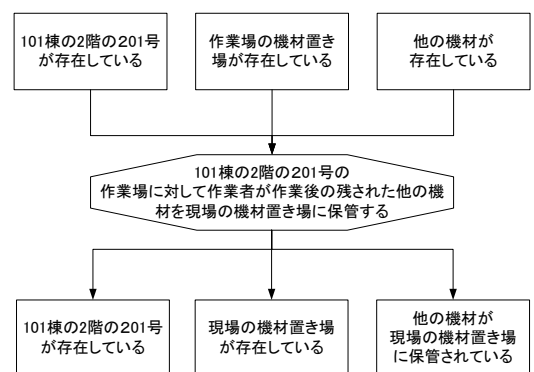 101棟の2階の201号
が存在している
作業場の機材置き
場が存在している
他の機材が
存在している
101棟の2階の201号の
作業場に対して作業者が作業後の残された他の機
材を現場の機材置き場に保管する
101棟の2階の201号
が存在している
現場の機材置き場
が存在している
他の機材が
現場の機材置き場
に保管されている